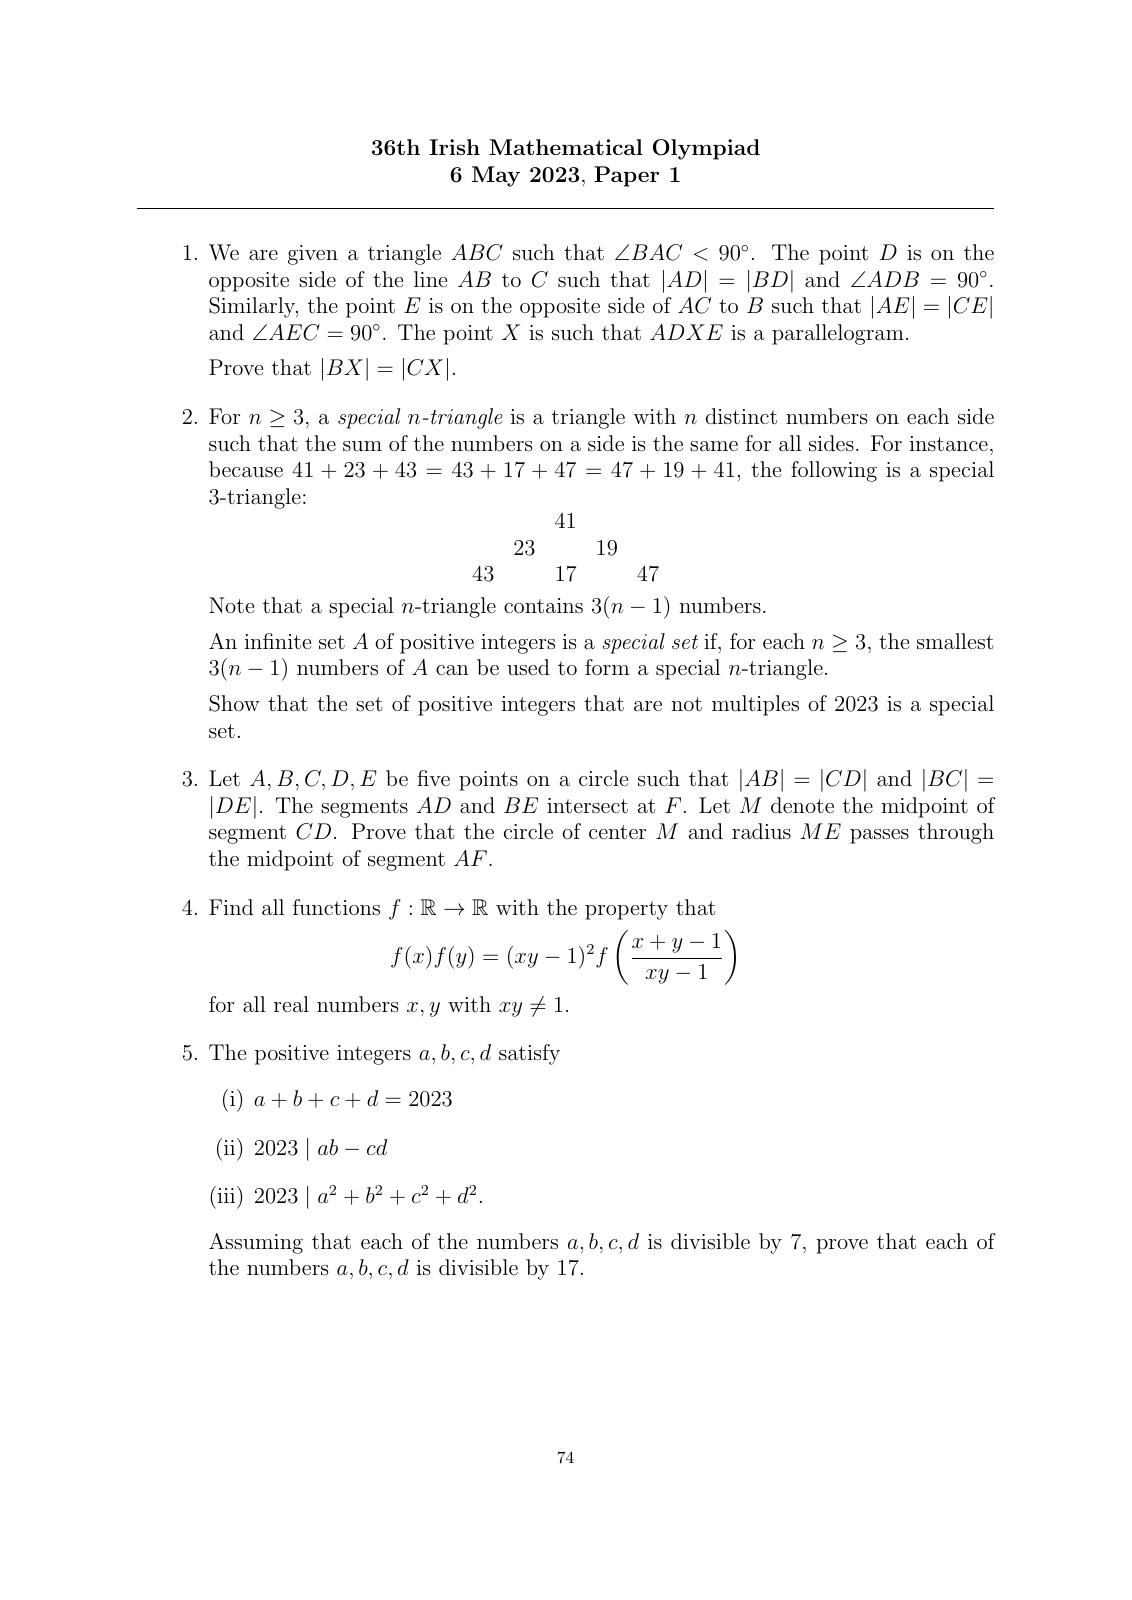 36th Irish Mathematical Olympiad
6 May 2023, Paper 1
1. We are given a triangle ABC such that ∠BAC < 90°. The point D is on the
opposite side of the line AB to C such that |AD| = |BD| and ∠ADB = 90°.
Similarly, the point E is on the opposite side of AC to B such that |AE| = |CE|
and ∠AEC = 90°. The point X is such that ADXE is a parallelogram.
Prove that |BX| = |CX|.
2. For n ≥ 3, a special n-triangle is a triangle with n distinct numbers on each side
such that the sum of the numbers on a side is the same for all sides. For instance,
because 41 + 23 + 43 = 43 + 17 + 47 = 47 + 19 + 41, the following is a special
3-triangle:
41
23 19
43 17 47
Note that a special n-triangle contains 3(n − 1) numbers.
An infinite set A of positive integers is a special set if, for each n ≥ 3, the smallest
3(n − 1) numbers of A can be used to form a special n-triangle.
Show that the set of positive integers that are not multiples of 2023 is a special
set.
3. Let A, B, C, D, E be five points on a circle such that |AB| = |CD| and |BC| =
|DE|. The segments AD and BE intersect at F. Let M denote the midpoint of
segment CD. Prove that the circle of center M and radius ME passes through
the midpoint of segment AF.
4. Find all functions f : ℝ → ℝ with the property that
f(x)f(y) = (xy − 1)²f((x + y − 1)/(xy − 1))
for all real numbers x, y with xy ≠ 1.
5. The positive integers a, b, c, d satisfy
(i) a + b + c + d = 2023
(ii) 2023 | ab − cd
(iii) 2023 | a² + b² + c² + d².
Assuming that each of the numbers a, b, c, d is divisible by 7, prove that each of
the numbers a, b, c, d is divisible by 17.
74